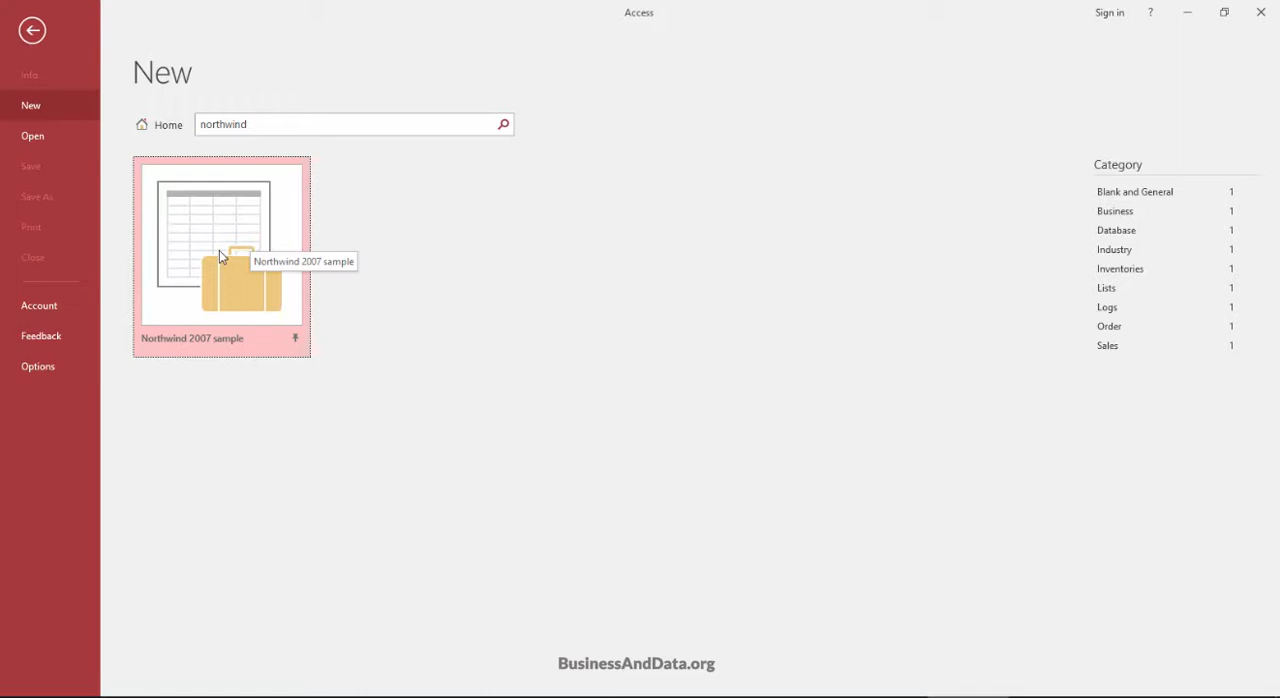 Access
Sign in ?
Info
New
Open
Save
Save As
Print
Close
Account
Feedback
Options
New
Home
northwind
Northwind 2007 sample
Northwind 2007 sample
Category
Blank and General 1
Business 1
Database 1
Industry 1
Inventories 1
Lists 1
Logs 1
Order 1
Sales 1
BusinessAndData.org